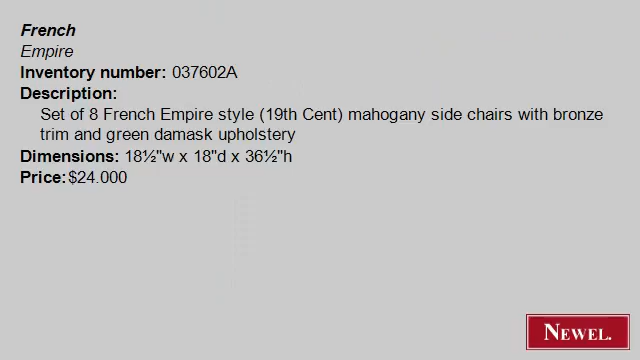 French
Empire
Inventory number: 037602A
Description:
Set of 8 French Empire style (19th Cent) mahogany side chairs with bronze
trim and green damask upholstery
Dimensions: 18½"w x 18"d x 36½"h
Price:$24.000
NEWEL.